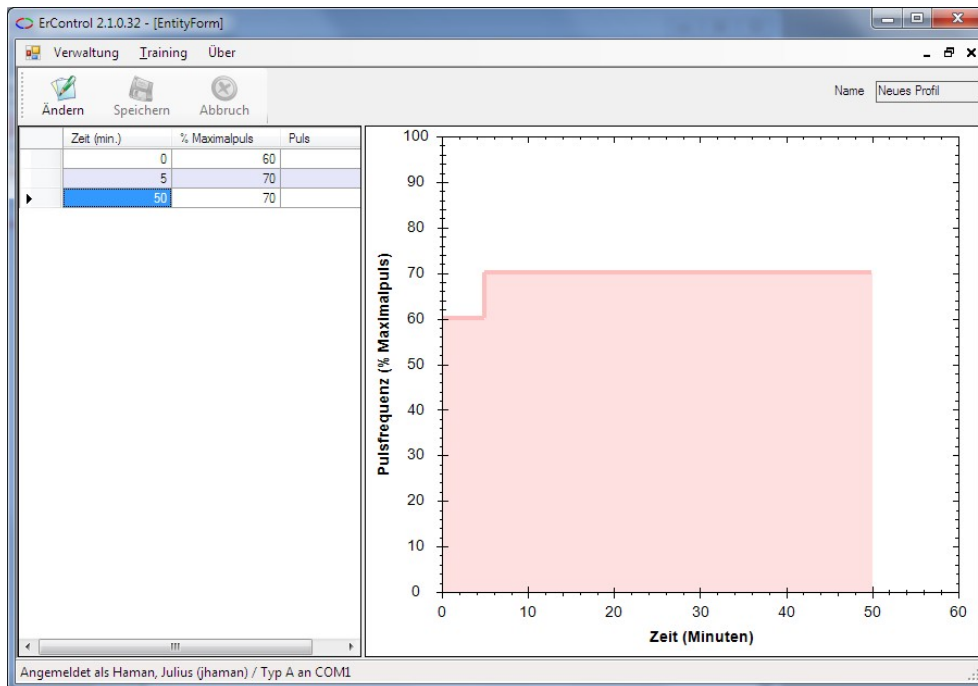 ErControl 2.1.0.32 - [EntityForm]
Verwaltung Training Über
Ändern Speichern Abbruch
Name Neues Profil
Zeit (min.) % Maximalpuls Puls
0 60
5 70
50 70
Pulsfrequenz (% Maximalpuls)
100
90
80
70
60
50
40
30
20
10
0
0 10 20 30 40 50 60
Zeit (Minuten)
Angemeldet als Haman, Julius (jhaman) / Typ A an COM1